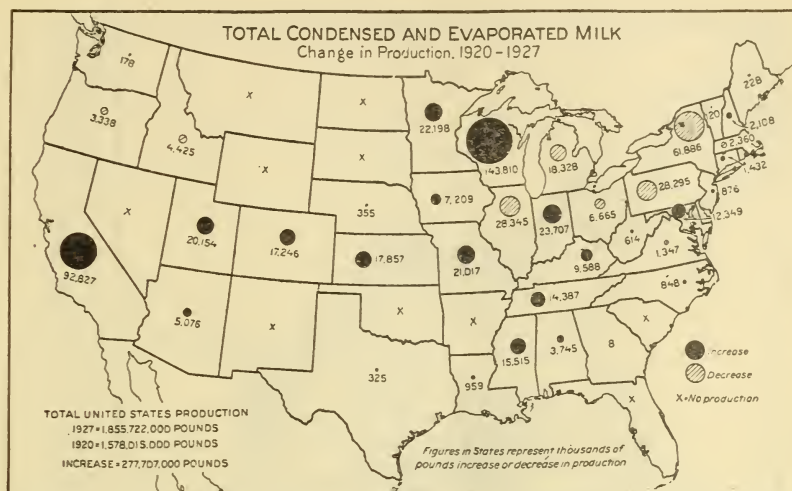 TOTAL CONDENSED AND EVAPORATED MILK
Change in Production, 1920-1927
178
X
X
22,198
228
3,338
4,425
X
X
143,810
18,328
61,886
2,108
2,360
1,432
X
20,154
17,246
355
7,209
28,345
23,707
6,665
28,295
876
12,349
92,827
17,857
21,017
9,588
614
1,347
5,076
X
X
X
14,387
848
325
959
15,515
3,745
8
X
X
Increase
Decrease
X=No production
TOTAL UNITED STATES PRODUCTION
1927=1,855,722,000 POUNDS
1920=1,578,015,000 POUNDS
INCREASE=277,707,000 POUNDS
Figures in States represent thousands of
pounds increase or decrease in production